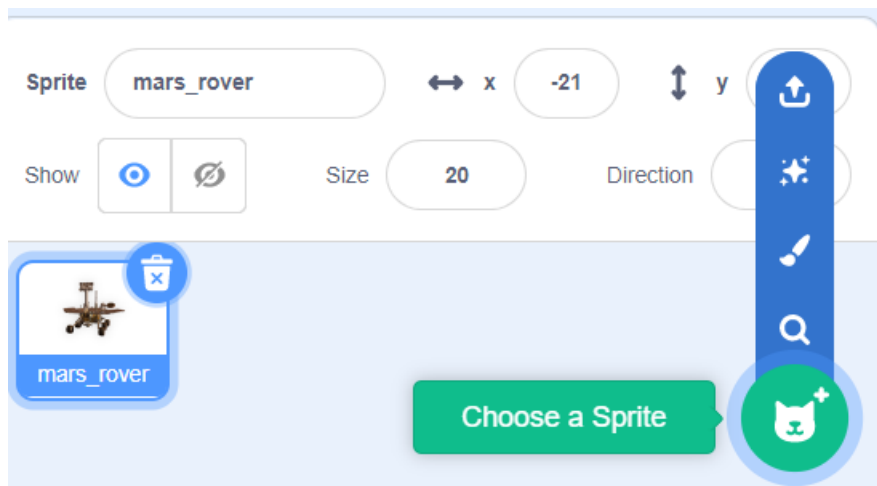 Sprite mars_rover x -21 y
Show Size 20 Direction
mars_rover
Choose a Sprite